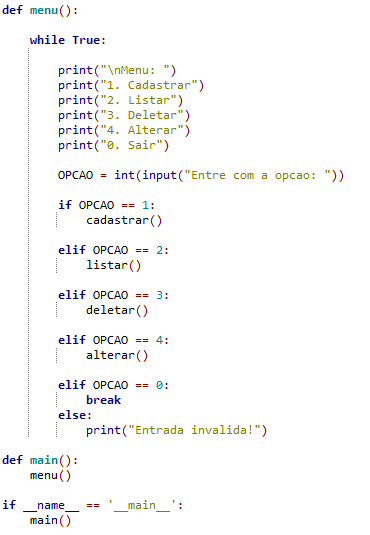 def menu():
    while True:
        print("\nMenu: ")
        print("1. Cadastrar")
        print("2. Listar")
        print("3. Deletar")
        print("4. Alterar")
        print("0. Sair")
        OPCAO = int(input("Entre com a opcao: "))
        if OPCAO == 1:
            cadastrar()
        elif OPCAO == 2:
            listar()
        elif OPCAO == 3:
            deletar()
        elif OPCAO == 4:
            alterar()
        elif OPCAO == 0:
            break
        else:
            print("Entrada invalida!")
def main():
    menu()
if __name__ == '__main__':
    main()